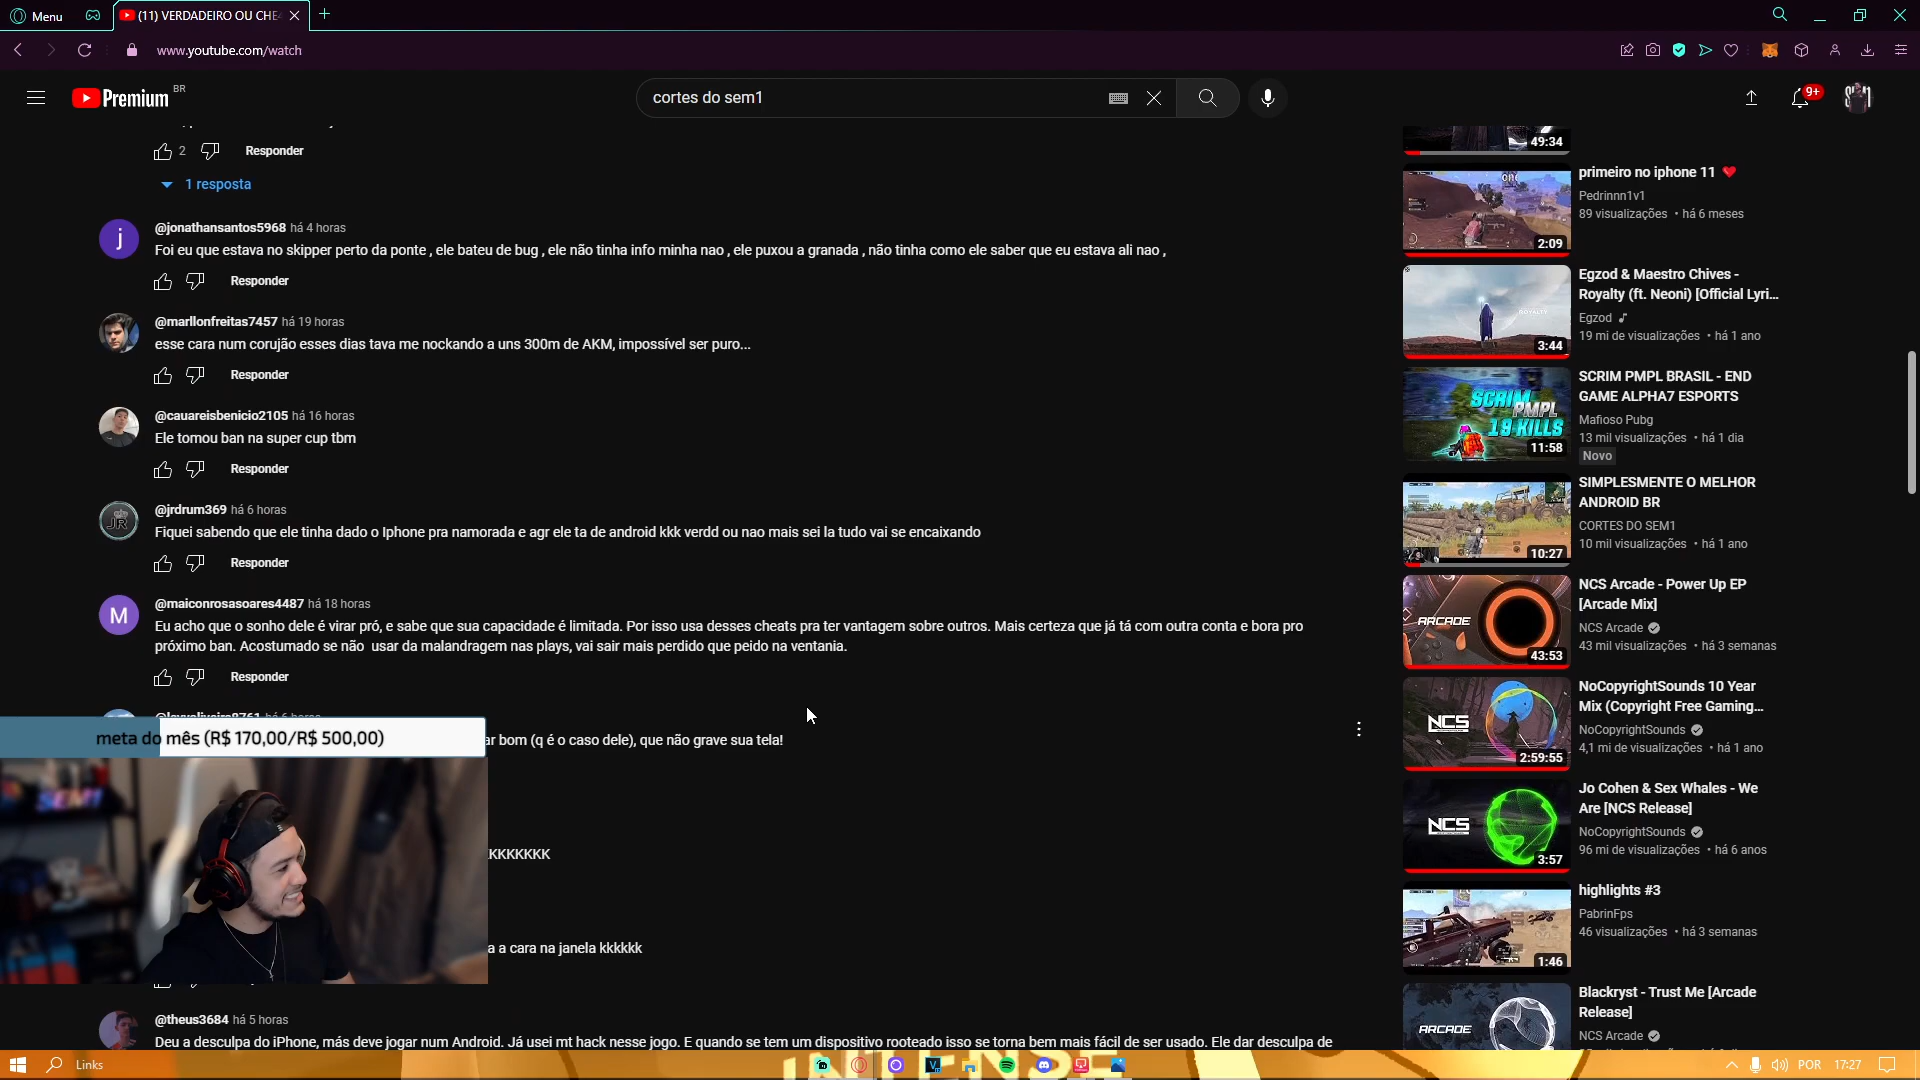 Menu
(11) VERDADEIRO OU CHE
www.youtube.com/watch
Premium BR
cortes do sem1
9+
2
Responder
1 resposta
@jonathansantos5968 há 4 horas
Foi eu que estava no skipper perto da ponte , ele bateu de bug , ele não tinha info minha nao , ele puxou a granada , não tinha como ele saber que eu estava ali nao ,
Responder
@marllonfreitas7457 há 19 horas
esse cara num corujão esses dias tava me nockando a uns 300m de AKM, impossível ser puro...
Responder
@cauareisbenicio2105 há 16 horas
Ele tomou ban na super cup tbm
Responder
@jrdrum369 há 6 horas
Fiquei sabendo que ele tinha dado o Iphone pra namorada e agr ele ta de android kkk verdd ou nao mais sei la tudo vai se encaixando
Responder
@maiconrosasoares4487 há 18 horas
Eu acho que o sonho dele é virar pró, e sabe que sua capacidade é limitada. Por isso usa desses cheats pra ter vantagem sobre outros. Mais certeza que já tá com outra conta e bora pro
próximo ban. Acostumado se não usar da malandragem nas plays, vai sair mais perdido que peido na ventania.
Responder
meta do mês (R$ 170,00/R$ 500,00)
ar bom (q é o caso dele), que não grave sua tela!
KKKKKKKK
a a cara na janela kkkkkk
SEM1
@theus3684 há 5 horas
Deu a desculpa do iPhone, más deve jogar num Android. Já usei mt hack nesse jogo. E quando se tem um dispositivo rooteado isso se torna bem mais fácil de ser usado. Ele dar desculpa de
49:34
primeiro no iphone 11
Pedrinnn1v1
89 visualizações • há 6 meses
2:09
Egzod & Maestro Chives -
Royalty (ft. Neoni) [Official Lyri...
Egzod
19 mi de visualizações • há 1 ano
3:44
SCRIM PMPL BRASIL - END
GAME ALPHA7 ESPORTS
Mafioso Pubg
13 mil visualizações • há 1 dia
Novo
SCRIM
PMPL
19 KILLS
11:58
SIMPLESMENTE O MELHOR
ANDROID BR
CORTES DO SEM1
10 mil visualizações • há 1 ano
10:27
NCS Arcade - Power Up EP
[Arcade Mix]
NCS Arcade
43 mil visualizações • há 3 semanas
ARCADE
43:53
NoCopyrightSounds 10 Year
Mix (Copyright Free Gaming...
NoCopyrightSounds
4,1 mi de visualizações • há 1 ano
NCS
2:59:55
Jo Cohen & Sex Whales - We
Are [NCS Release]
NoCopyrightSounds
96 mi de visualizações • há 6 anos
NCS
3:57
highlights #3
PabrinFps
46 visualizações • há 3 semanas
1:46
Blackryst - Trust Me [Arcade
Release]
NCS Arcade
ARCADE
Links
POR
17:27